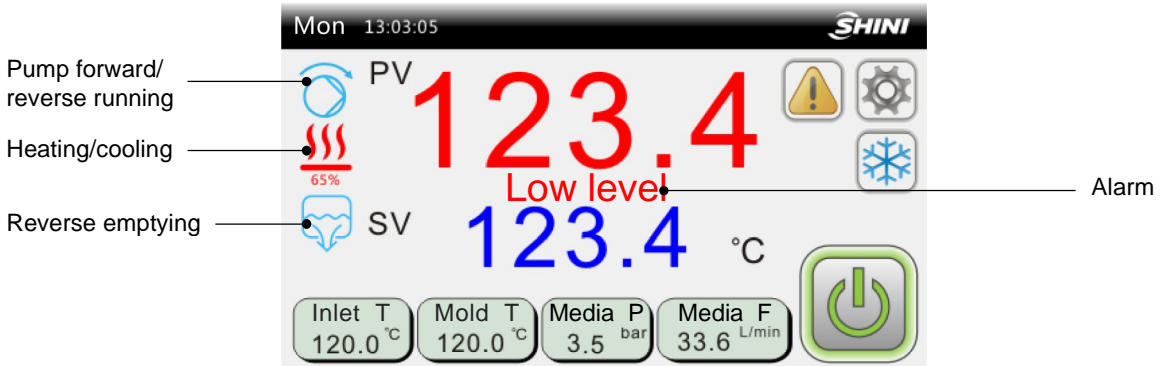 Mon 13:03:05 SHINI
Pump forward/
reverse running
PV 123.4
Heating/cooling
65%
Low level
Alarm
Reverse emptying
SV 123.4 °C
Inlet T
120.0 °C
Mold T
120.0 °C
Media P
3.5 bar
Media F
33.6 L/min